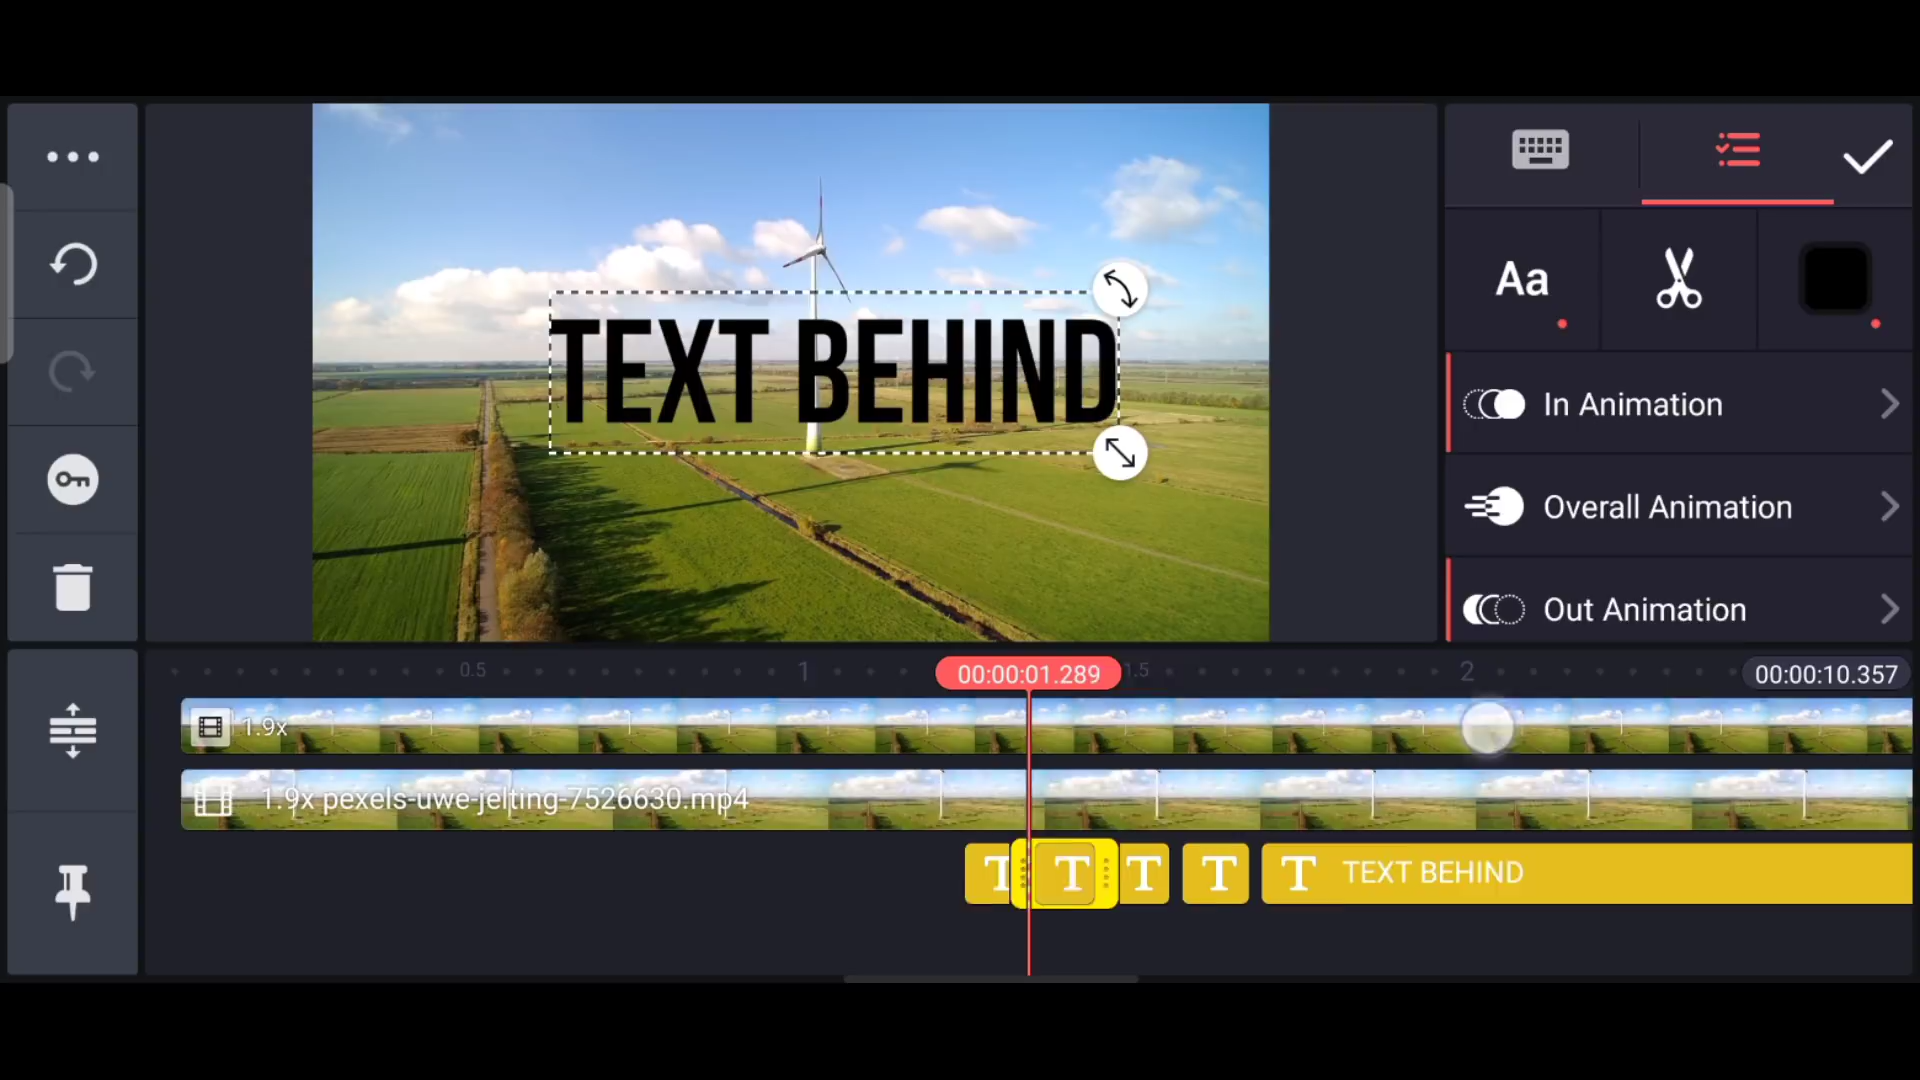 TEXT BEHIND
Aa
In Animation
Overall Animation
Out Animation
0.5
1
00:00:01.289
1.5
2
00:00:10.357
1.9x
1.9x pexels-uwe-jelting-7526630.mp4
T
T
T
T
T TEXT BEHIND